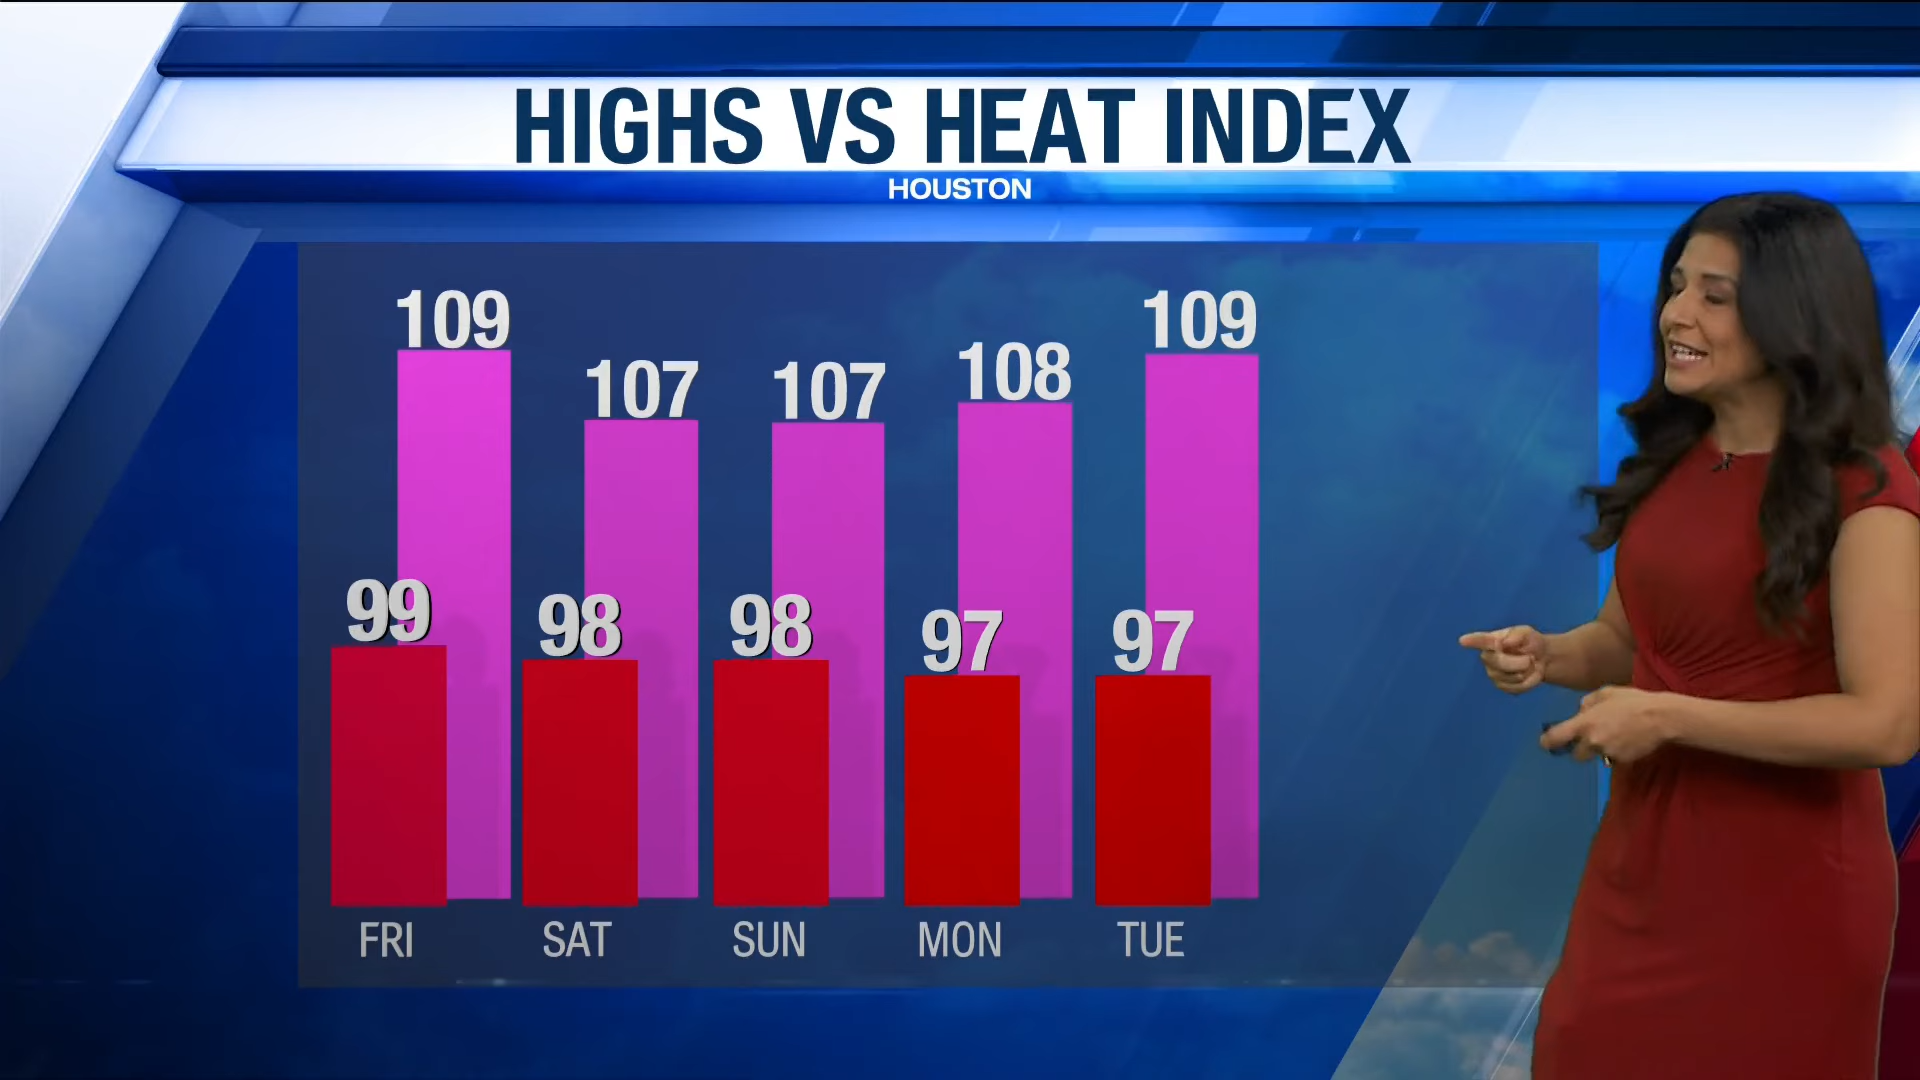 HIGHS VS HEAT INDEX
HOUSTON
109 107 107 108 109
99 98 98 97 97
FRI SAT SUN MON TUE